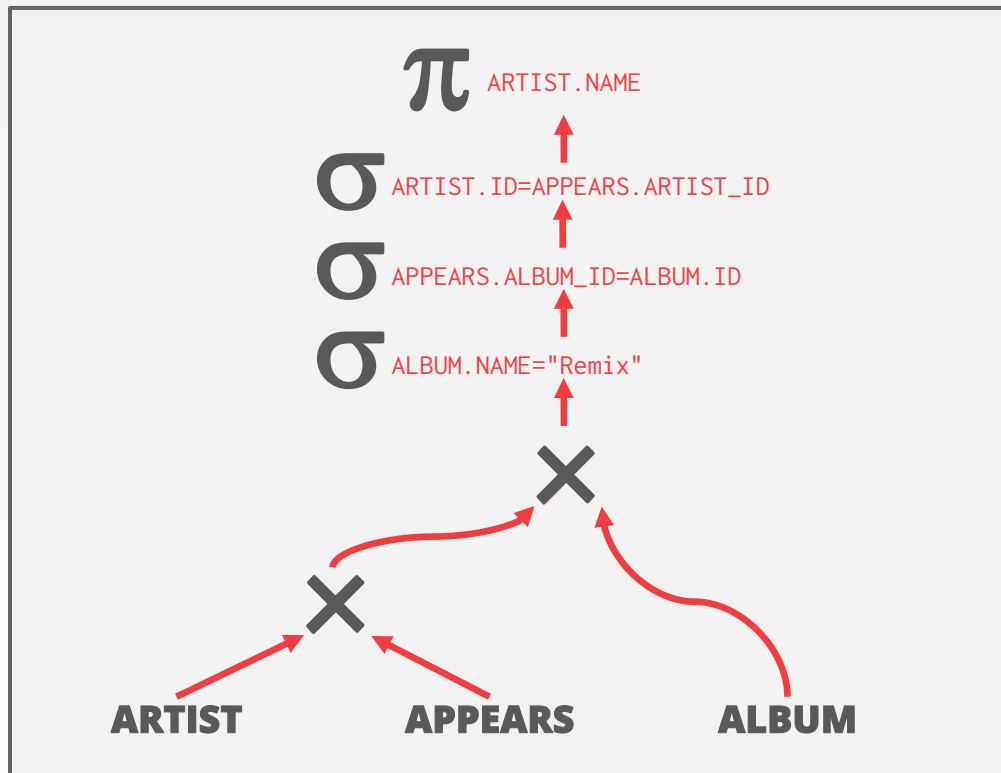 π ARTIST.NAME
σ ARTIST.ID=APPEARS.ARTIST_ID
σ APPEARS.ALBUM_ID=ALBUM.ID
σ ALBUM.NAME="Remix"
×
×
ARTIST APPEARS ALBUM